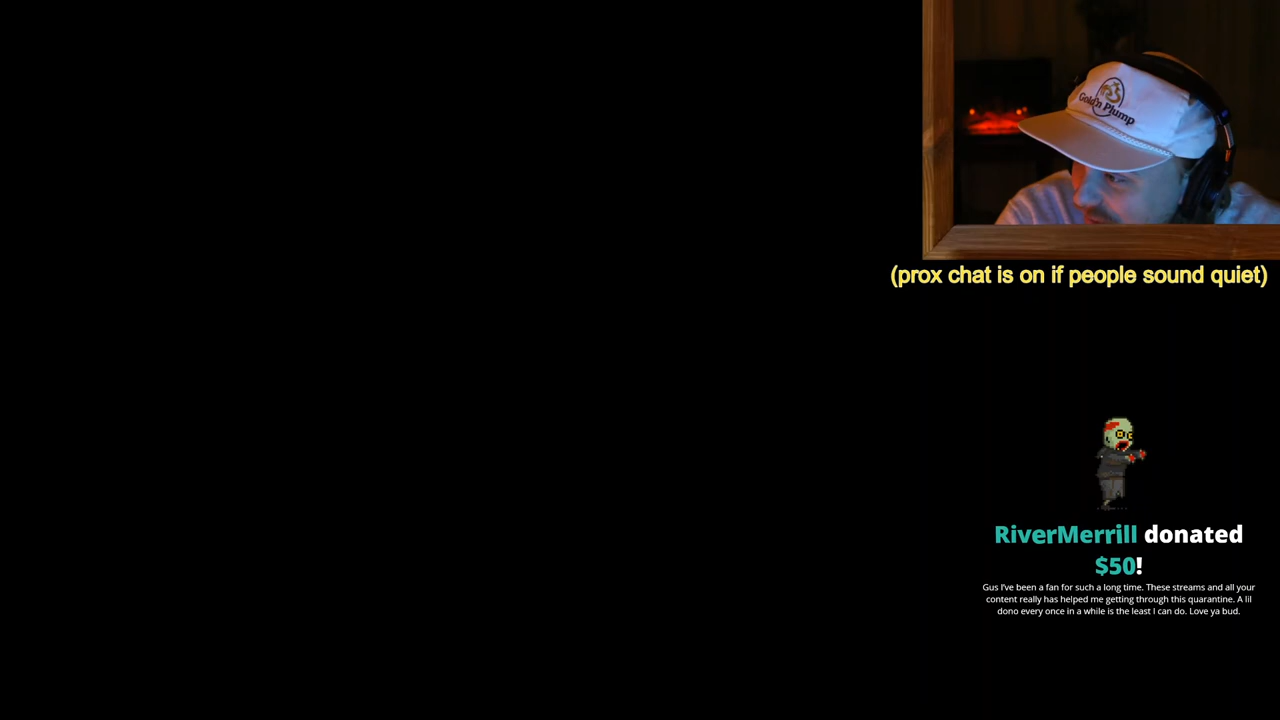 Gold'n Plump
(prox chat is on if people sound quiet)
RiverMerrill donated
$50!
Gus I've been a fan for such a long time. These streams and all your
content really has helped me getting through this quarantine. A lil
dono every once in a while is the least I can do. Love ya bud.